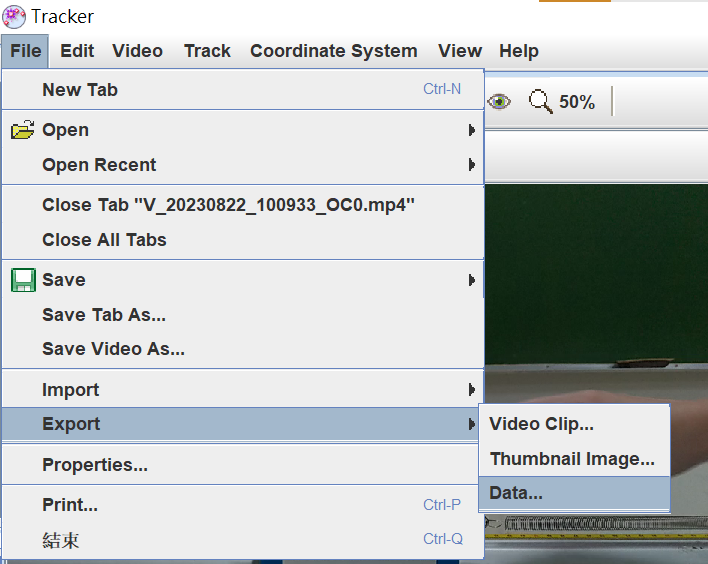 Tracker
File Edit Video Track Coordinate System View Help
New Tab Ctrl-N
50%
Open
Open Recent
Close Tab "V_20230822_100933_OC0.mp4"
Close All Tabs
Save
Save Tab As...
Save Video As...
Import
Export
Video Clip...
Thumbnail Image...
Properties...
Data...
Print... Ctrl-P
結束 Ctrl-Q